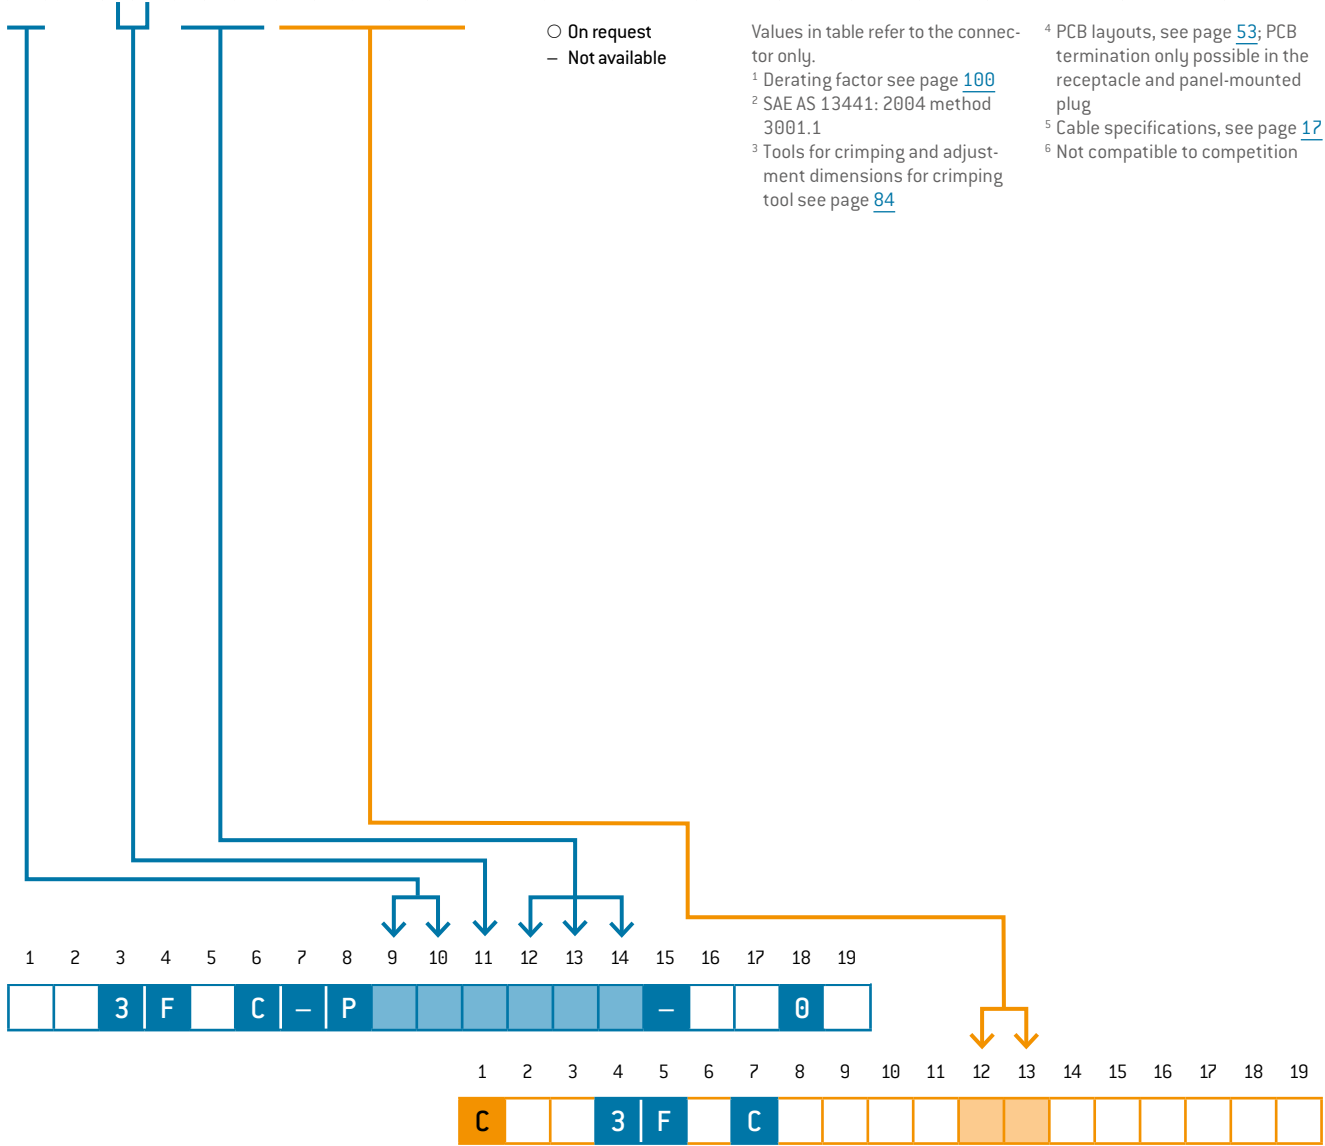 ○ On request
– Not available
Values in table refer to the connec-
tor only.
¹ Derating factor see page 100
² SAE AS 13441: 2004 method
3001.1
³ Tools for crimping and adjust-
ment dimensions for crimping
tool see page 84
⁴ PCB layouts, see page 53; PCB
termination only possible in the
receptacle and panel-mounted
plug
⁵ Cable specifications, see page 17
⁶ Not compatible to competition
1 2 3 4 5 6 7 8 9 10 11 12 13 14 15 16 17 18 19
3 F C – P – 0
1 2 3 4 5 6 7 8 9 10 11 12 13 14 15 16 17 18 19
C 3 F C